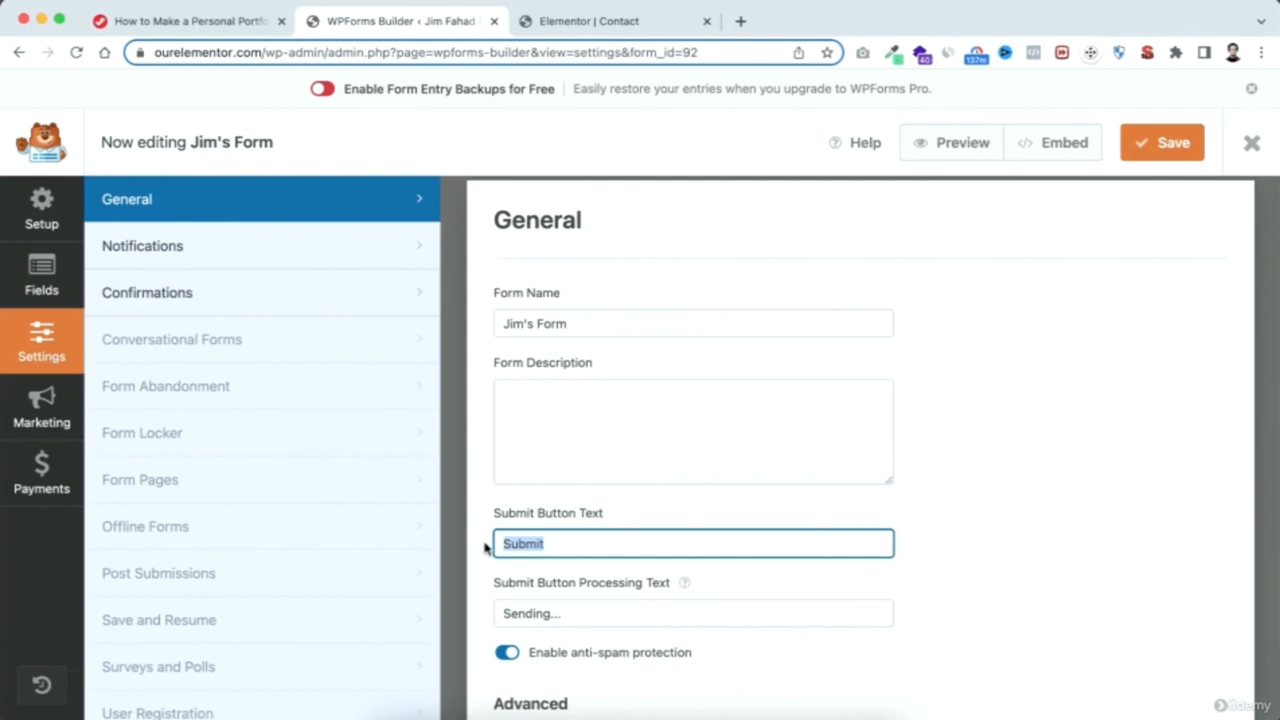 How to Make a Personal Portfo
WPForms Builder ‹ Jim Fahad
Elementor | Contact
ourelementor.com/wp-admin/admin.php?page=wpforms-builder&view=settings&form_id=92
40
137m
Enable Form Entry Backups for Free
Easily restore your entries when you upgrade to WPForms Pro.
Now editing Jim's Form
Help
Preview
Embed
Save
Setup
Fields
Settings
Marketing
Payments
General
Notifications
Confirmations
Conversational Forms
Form Abandonment
Form Locker
Form Pages
Offline Forms
Post Submissions
Save and Resume
Surveys and Polls
User Registration
General
Form Name
Jim's Form
Form Description
Submit Button Text
Submit
Submit Button Processing Text
Sending...
Enable anti-spam protection
Advanced
ûdemy